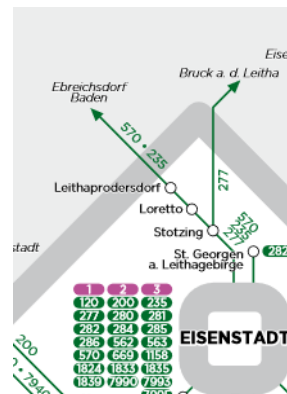 Eise
Bruck a. d. Leitha
Ebreichsdorf
Baden
570 • 235
277
Leithaprodersdorf
Loretto
Stotzing
570
235
277
St. Georgen
a. Leithagebirge
282
stadt
1 2 3
120 200 235
277 280 281
282 284 285
286 562 563
570 669 1158
1824 1833 1835
1839 7990 7993
EISENSTADT
200
0 • 7940